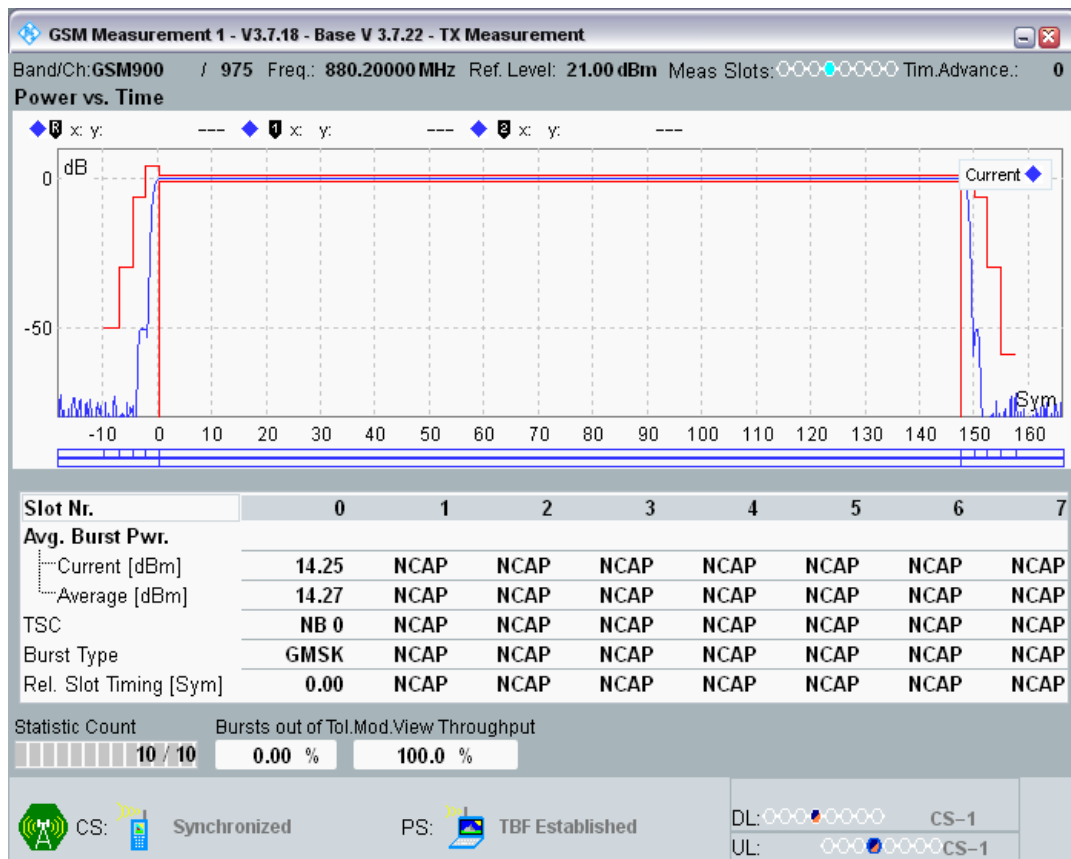 GSM Measurement 1 - V3.7.18 - Base V 3.7.22 - TX Measurement
Band/Ch:GSM900 / 975 Freq.: 880.20000 MHz Ref. Level: 21.00 dBm Meas Slots: Tim.Advance.: 0
Power vs. Time
R x: y: --- 1 x: y: --- 2 x: y: ---
dB
0
Current
-50
Sym
-10 0 10 20 30 40 50 60 70 80 90 100 110 120 130 140 150 160
Slot Nr. 0 1 2 3 4 5 6 7
Avg. Burst Pwr.
Current [dBm] 14.25 NCAP NCAP NCAP NCAP NCAP NCAP NCAP
Average [dBm] 14.27 NCAP NCAP NCAP NCAP NCAP NCAP NCAP
TSC NB 0 NCAP NCAP NCAP NCAP NCAP NCAP NCAP
Burst Type GMSK NCAP NCAP NCAP NCAP NCAP NCAP NCAP
Rel. Slot Timing [Sym] 0.00 NCAP NCAP NCAP NCAP NCAP NCAP NCAP
Statistic Count Bursts out of Tol.Mod.View Throughput
10 / 10 0.00 % 100.0 %
CS: Synchronized PS: TBF Established
DL: CS-1
UL: CS-1